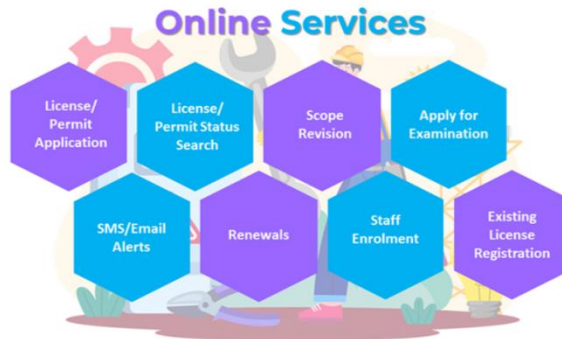 Online Services
License/
Permit
Application
License/
Permit Status
Search
Scope
Revision
Apply for
Examination
SMS/Email
Alerts
Renewals
Staff
Enrolment
Existing
License
Registration